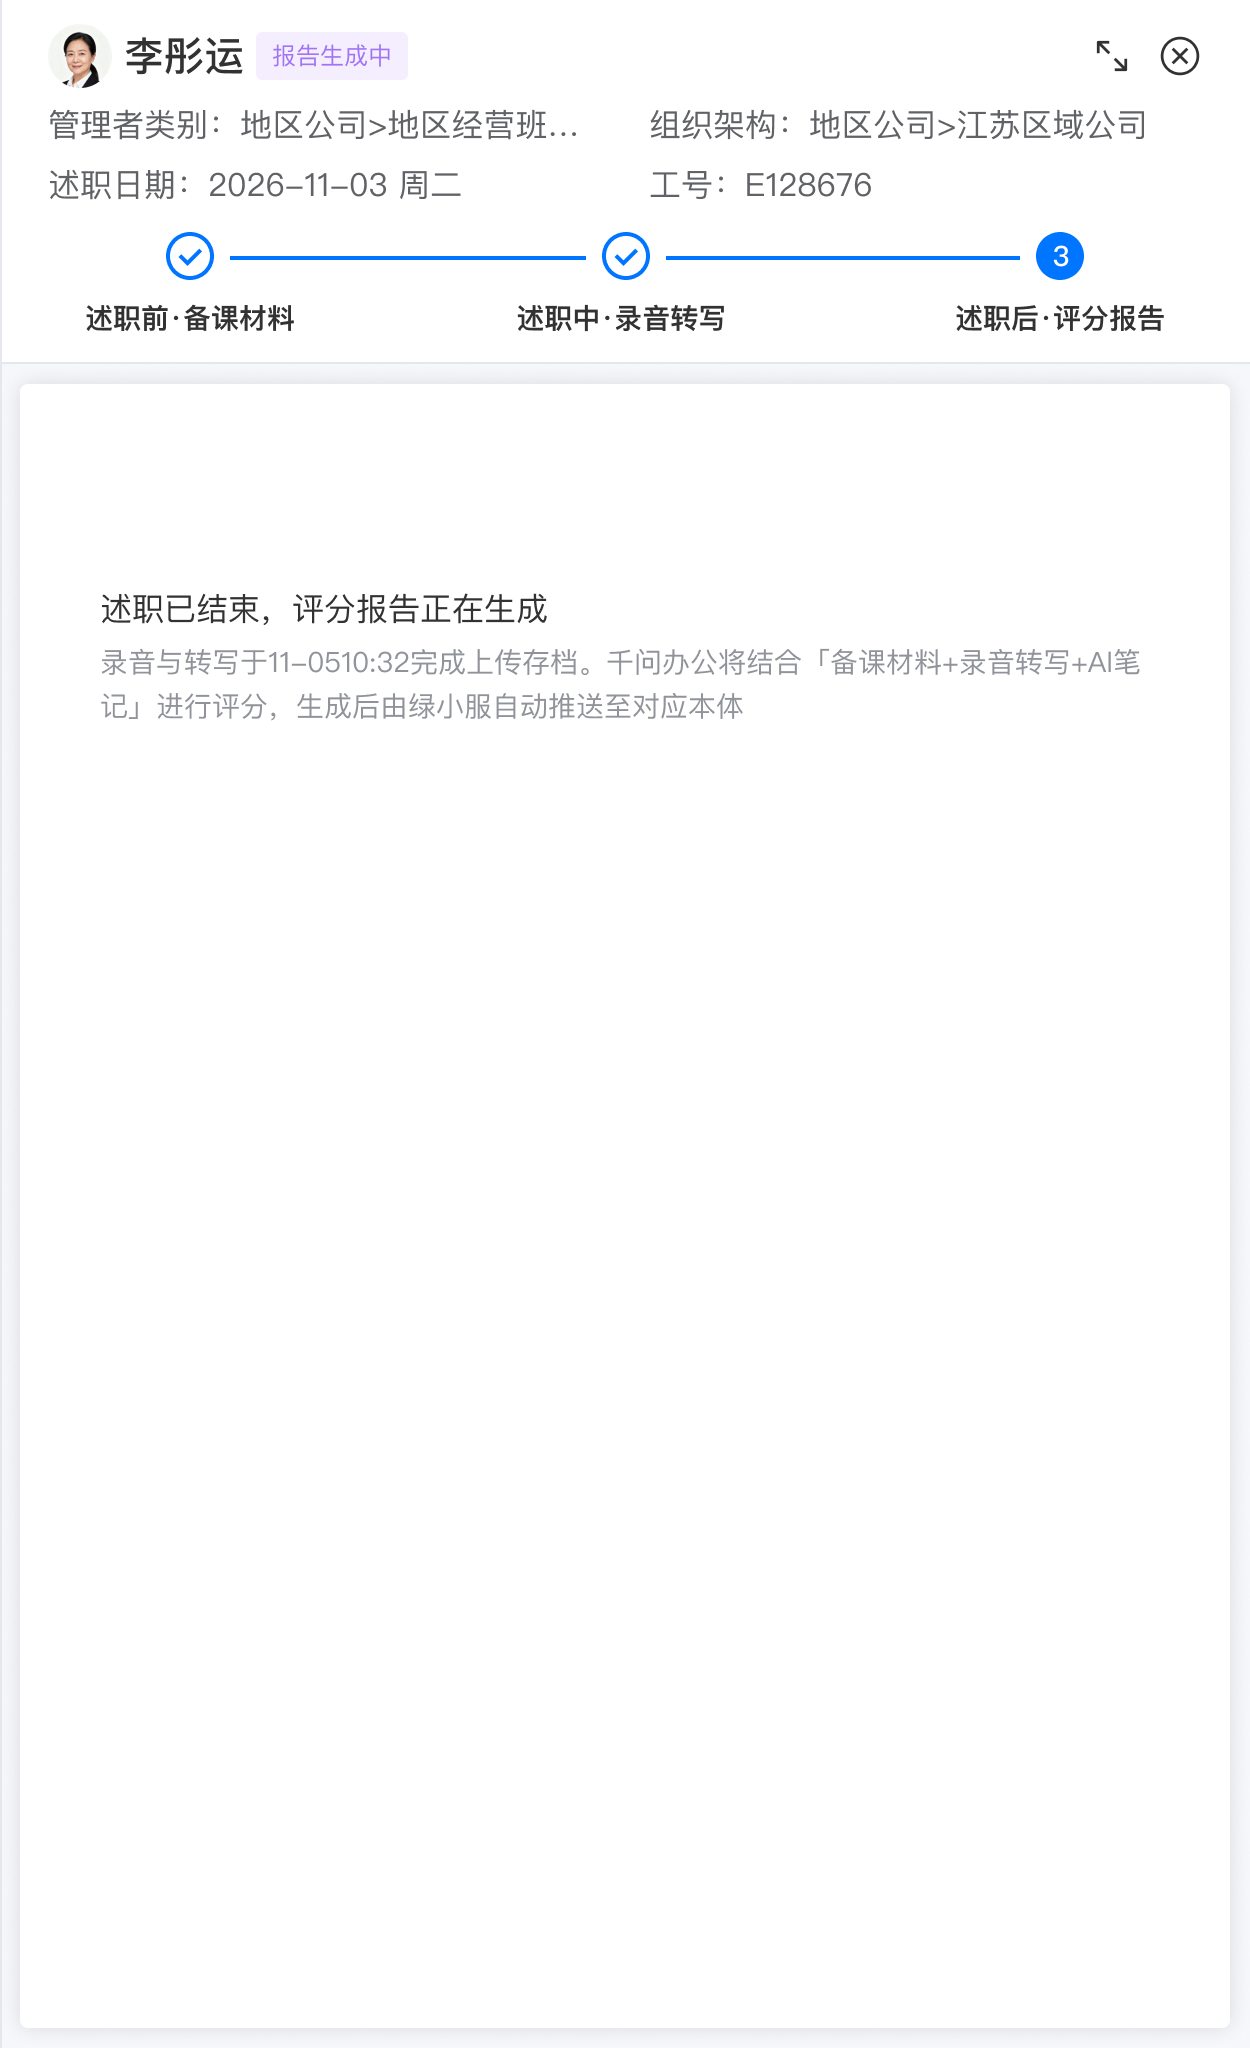 李彤运 报告生成中
管理者类别：地区公司>地区经营班... 组织架构：地区公司>江苏区域公司
述职日期：2026-11-03 周二 工号：E128676
3
述职前·备课材料 述职中·录音转写 述职后·评分报告
述职已结束，评分报告正在生成
录音与转写于11-0510:32完成上传存档。千问办公将结合「备课材料+录音转写+AI笔
记」进行评分，生成后由绿小服自动推送至对应本体